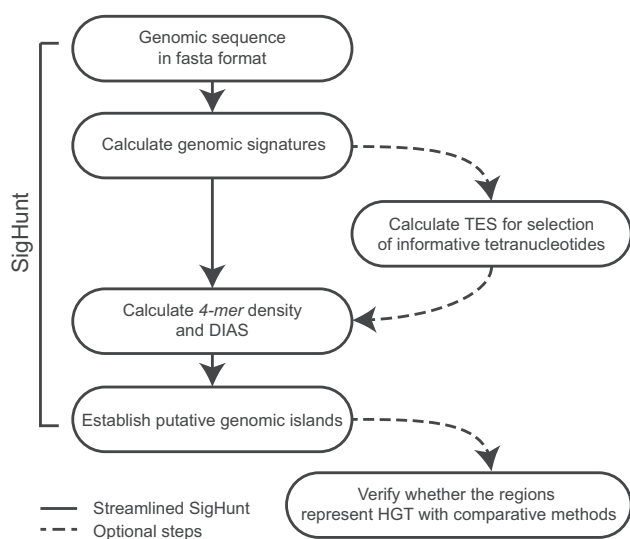 Genomic sequence
in fasta format
Calculate genomic signatures
SigHunt
Calculate TES for selection
of informative tetranucleotides
Calculate 4-mer density
and DIAS
Establish putative genomic islands
Streamlined SigHunt
Optional steps
Verify whether the regions
represent HGT with comparative methods